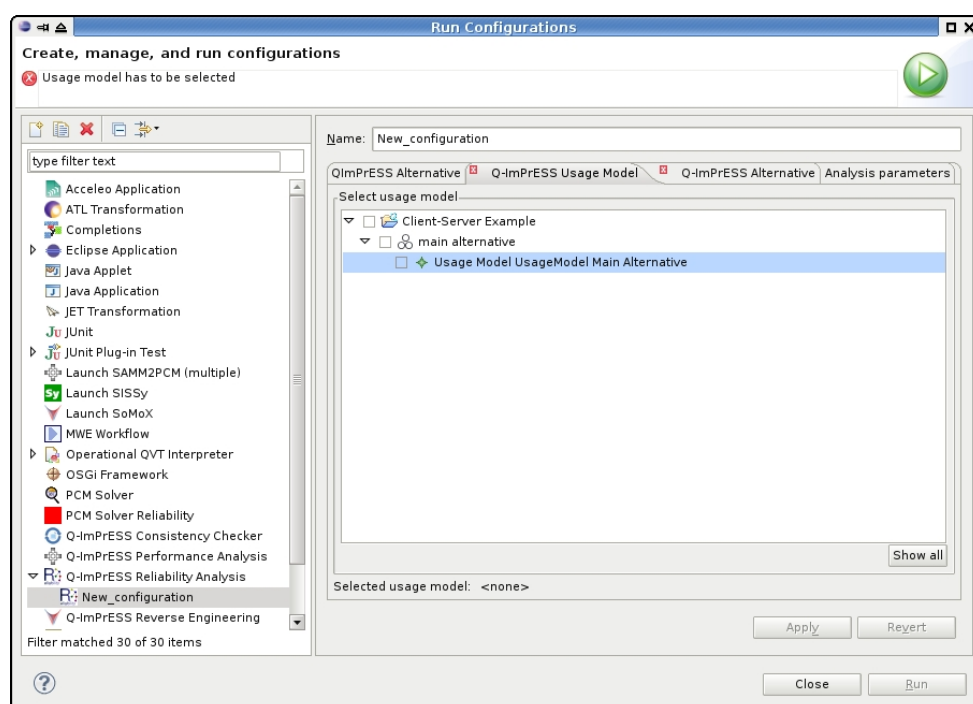 Run Configurations
Create, manage, and run configurations
Usage model has to be selected
type filter text
Acceleo Application
ATL Transformation
Completions
Eclipse Application
Java Applet
Java Application
JET Transformation
Ju JUnit
Jü JUnit Plug-in Test
Launch SAMM2PCM (multiple)
Sy Launch SISSy
Launch SoMoX
MWE Workflow
Operational QVT Interpreter
OSGi Framework
PCM Solver
PCM Solver Reliability
Q-ImPrESS Consistency Checker
Q-ImPrESS Performance Analysis
Q-ImPrESS Reliability Analysis
New_configuration
Q-ImPrESS Reverse Engineering
Filter matched 30 of 30 items
Name: New_configuration
QImPrESS Alternative Q-ImPrESS Usage Model Q-ImPrESS Alternative Analysis parameters
Select usage model
Client-Server Example
main alternative
Usage Model UsageModel Main Alternative
Show all
Selected usage model: <none>
Apply Revert
? Close Run